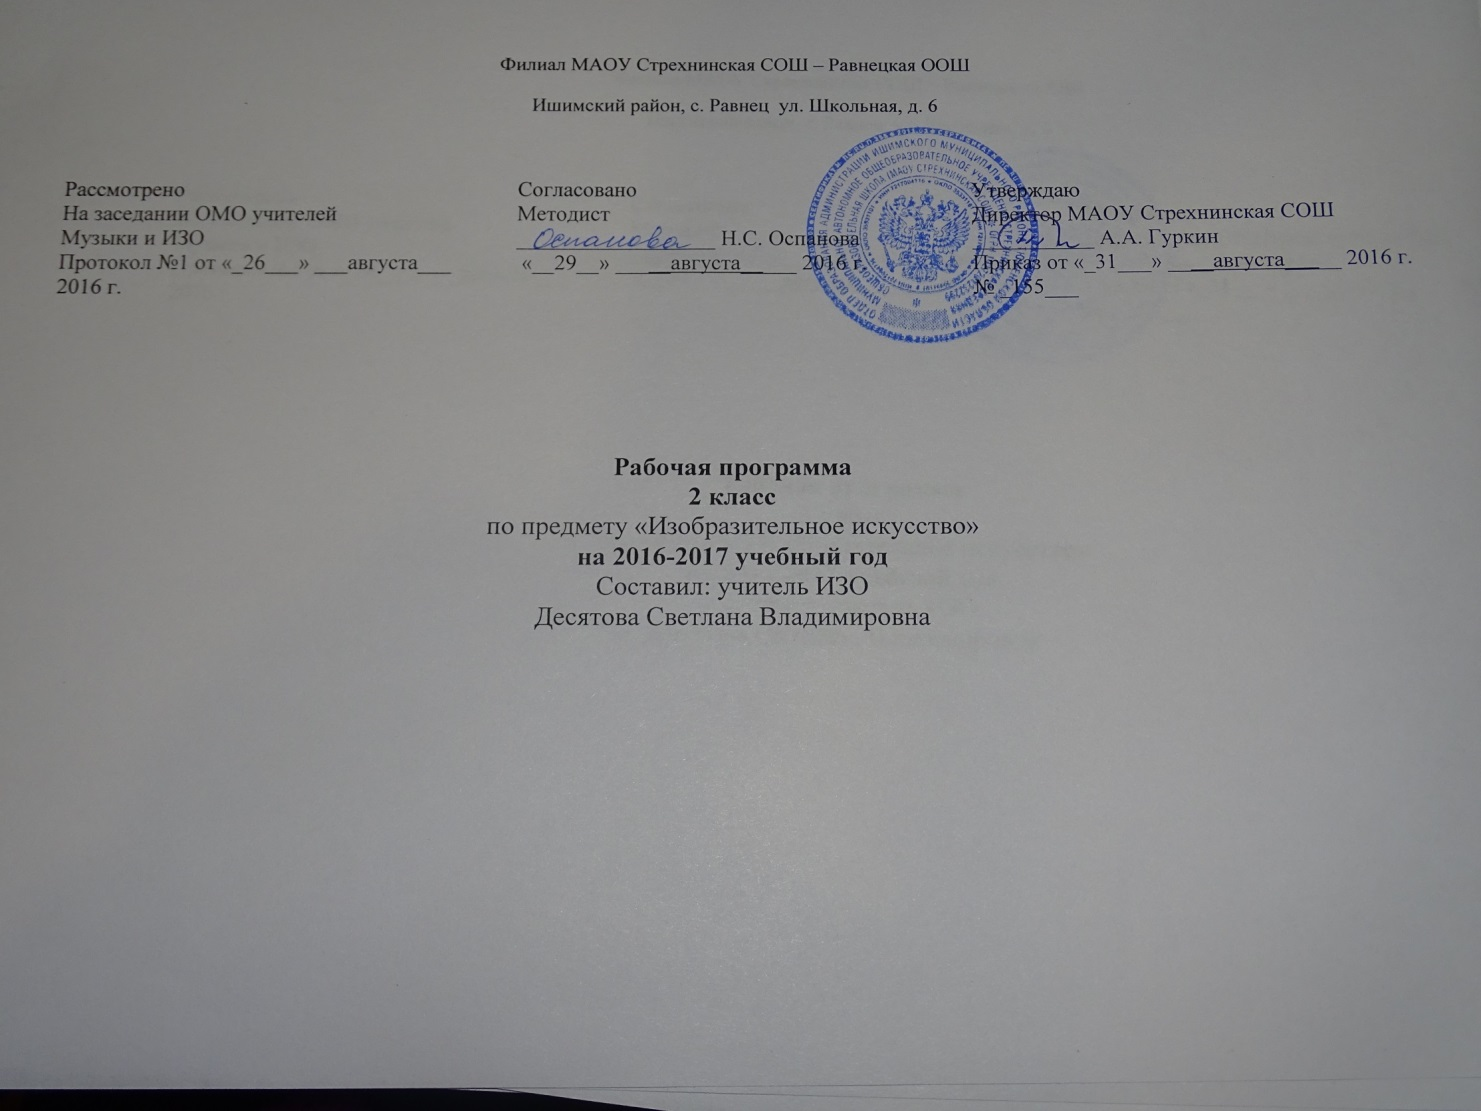 Филиал МАОУ Стрехнинская СОШ – Равнецкая ООШ
Ишимский район, с. Равнец ул. Школьная, д. 6
Рассмотрено
На заседании ОМО учителей
Музыки и ИЗО
Протокол №1 от «_26___» ___августа___
2016 г.
Согласовано
Методист
Оспанова Н.С. Оспанова
«__29__» _____августа_____ 2016 г.
Утверждаю
Директор МАОУ Стрехнинская СОШ
_________ А.А. Гуркин
Приказ от «_31___» ____августа_____ 2016 г.
№ _155___
Рабочая программа
2 класс
по предмету «Изобразительное искусство»
на 2016-2017 учебный год
Составил: учитель ИЗО
Десятова Светлана Владимировна